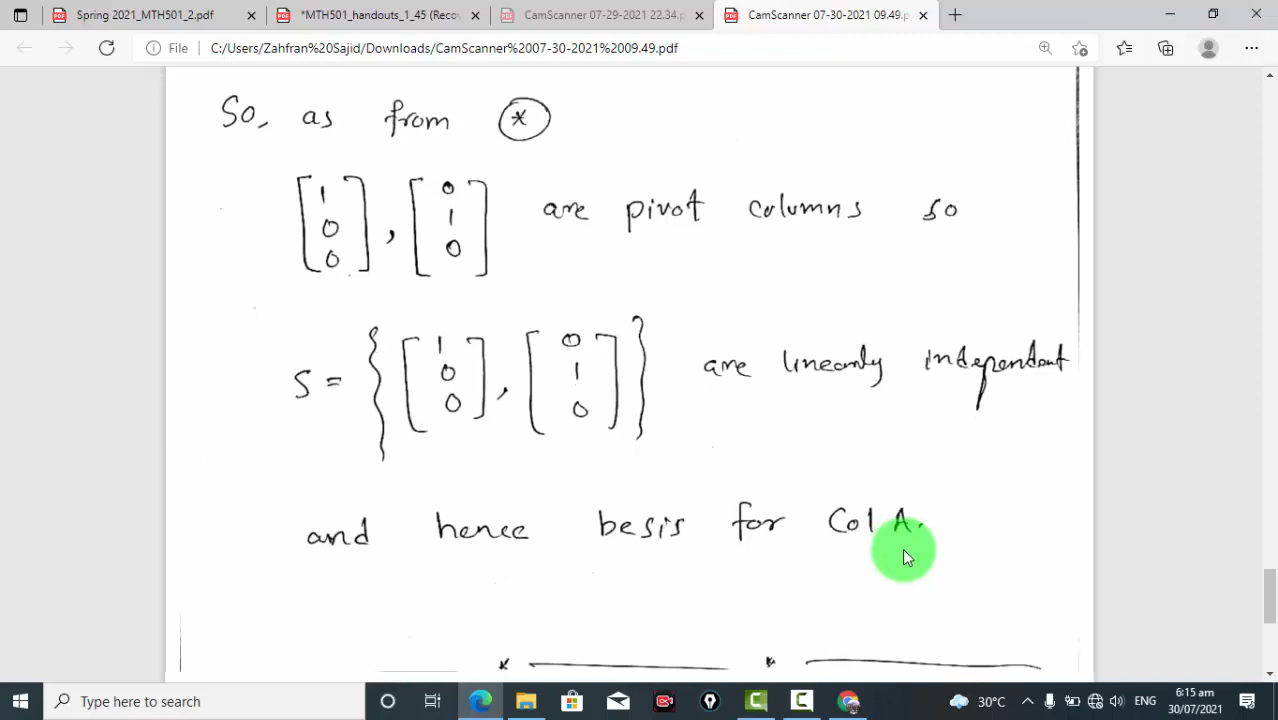 Spring 2021_MTH501_2.pdf
*MTH501_handouts_1_45 (Recov
CamScanner 07-29-2021 22.34.p
CamScanner 07-30-2021 09.49.p
File
C:/Users/Zahfran%20Sajid/Downloads/CamScanner%2007-30-2021%2009.49.pdf
So, as from *
[1 0 0], [0 1 0] are pivot columns so
S = { [1 0 0], [0 1 0] } are linearly independent
and hence besis for Col A.
* *
Type here to search
30°C
ENG
6:15 am
30/07/2021